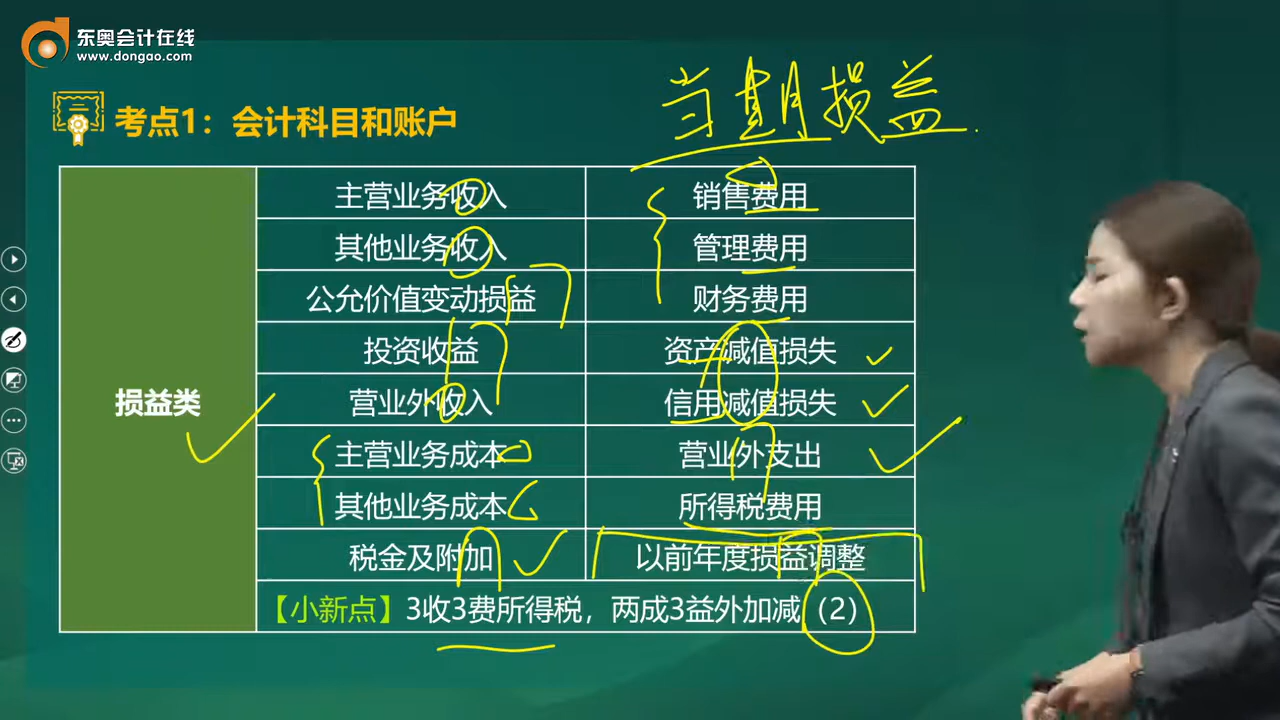 东奥会计在线
www.dongao.com
当期损益
考点1：会计科目和账户
损益类
主营业务收入 销售费用
其他业务收入 管理费用
公允价值变动损益 财务费用
投资收益 资产减值损失
营业外收入 信用减值损失
主营业务成本 营业外支出
其他业务成本 所得税费用
税金及附加 以前年度损益调整
【小新点】3收3费所得税，两成3益外加减（2）